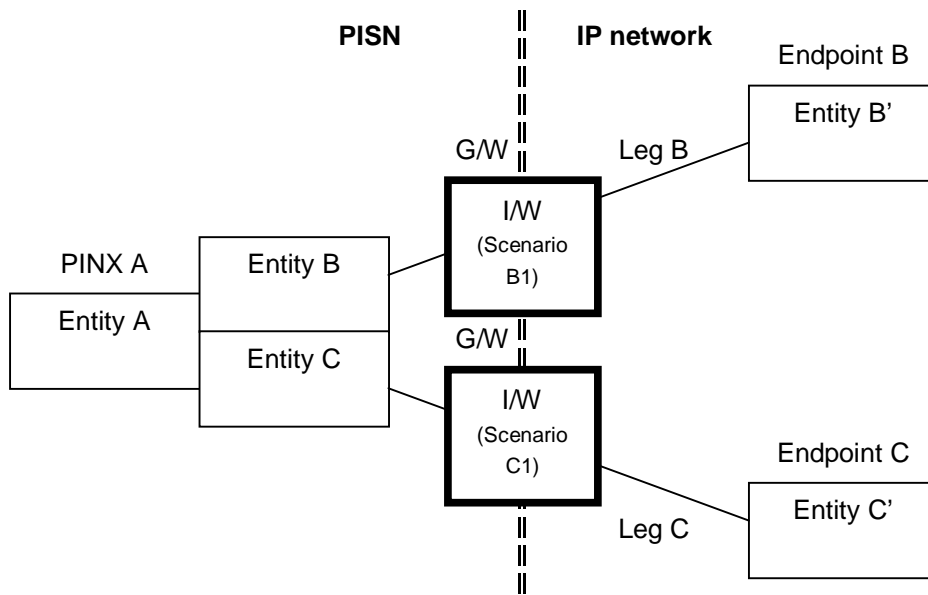 PISN
IP network
Endpoint B
Entity B’
G/W
Leg B
I/W
(Scenario
B1)
PINX A
Entity A
Entity B
Entity C
G/W
I/W
(Scenario
C1)
Leg C
Endpoint C
Entity C’